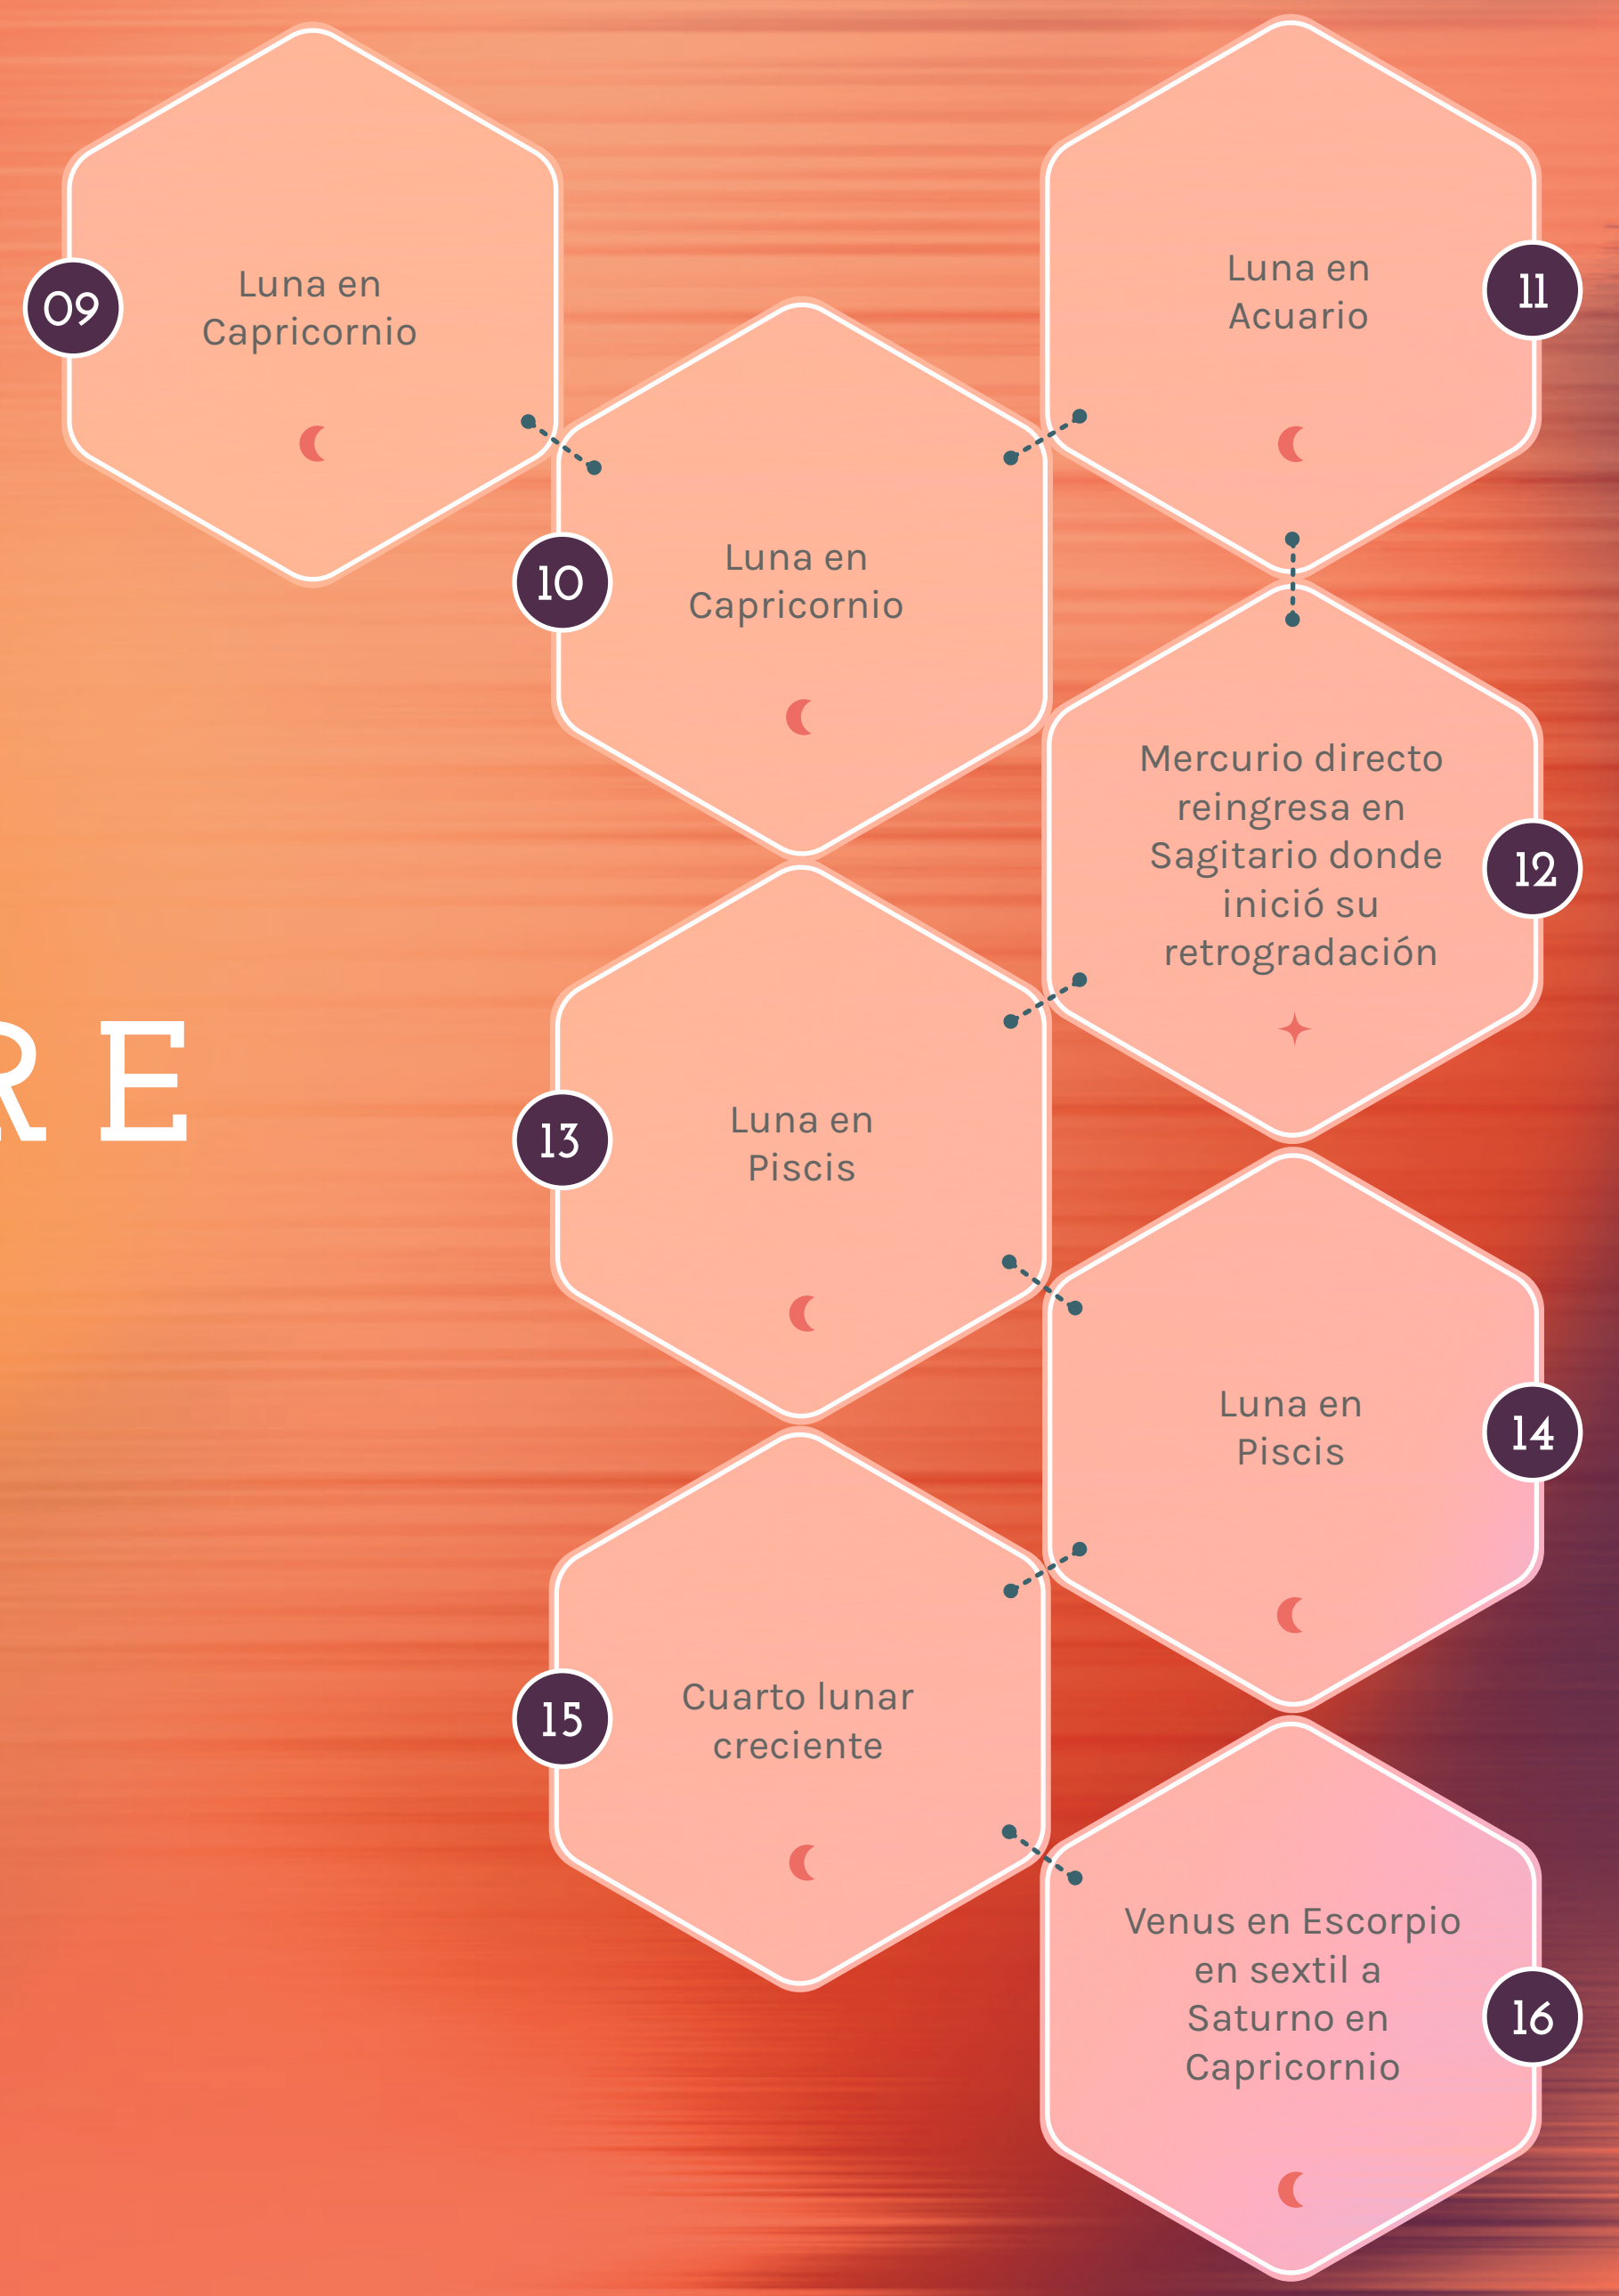 09
Luna en
Capricornio
10
Luna en
Capricornio
11
Luna en
Acuario
12
Mercurio directo
reingresa en
Sagitario donde
inició su
retrogradación
13
Luna en
Piscis
14
Luna en
Piscis
15
Cuarto lunar
creciente
16
Venus en Escorpio
en sextil a
Saturno en
Capricornio
RE